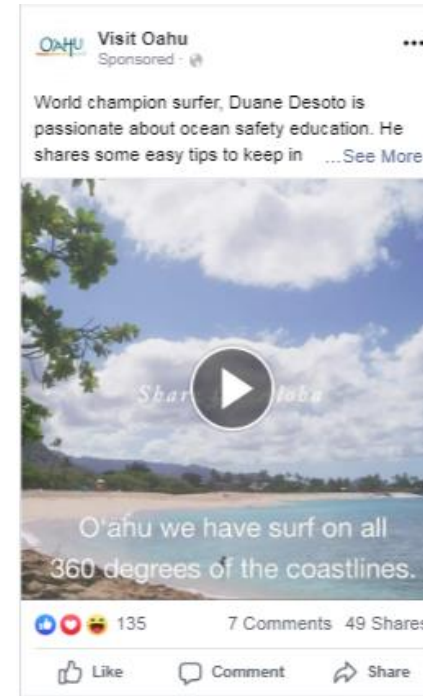 O'AHU
Visit Oahu
Sponsored ·
World champion surfer, Duane Desoto is
passionate about ocean safety education. He
shares some easy tips to keep in ...See More
O'ahu we have surf on all
360 degrees of the coastlines.
135 7 Comments 49 Shares
Like Comment Share